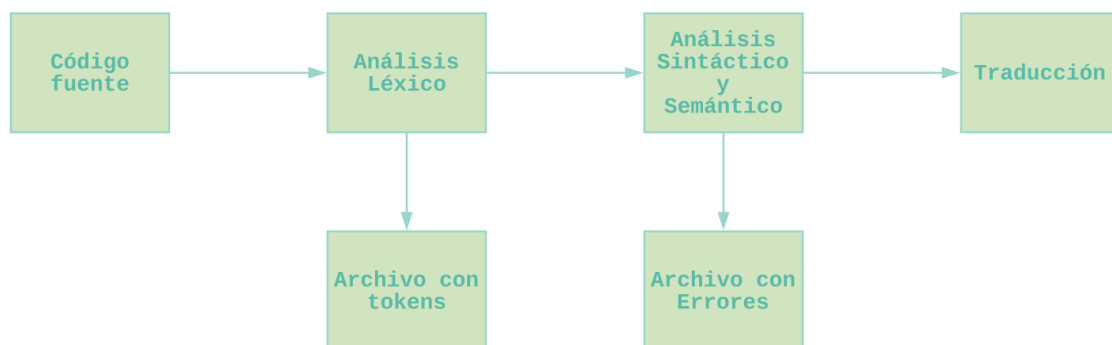 Código
fuente
Análisis
Léxico
Análisis
Sintáctico
y
Semántico
Traducción
Archivo con
tokens
Archivo con
Errores